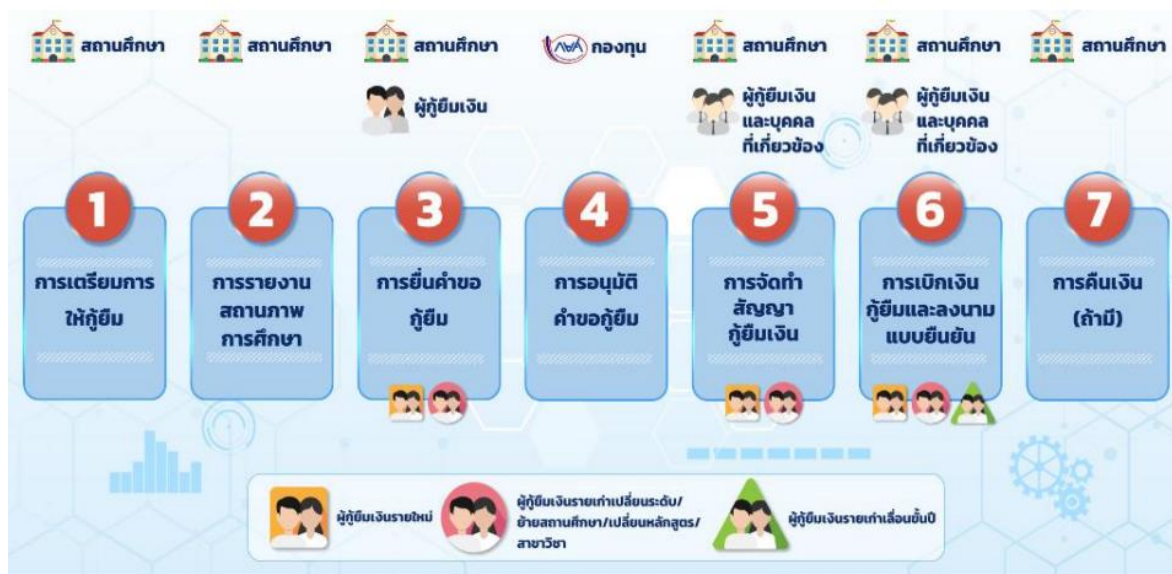 สถานศึกษา
สถานศึกษา
สถานศึกษา
ผู้กู้ยืมเงิน
กยศ กองทุน
สถานศึกษา
ผู้กู้ยืมเงิน
และบุคคล
ที่เกี่ยวข้อง
สถานศึกษา
ผู้กู้ยืมเงิน
และบุคคล
ที่เกี่ยวข้อง
สถานศึกษา
1
การเตรียมการ
ให้กู้ยืม
2
การรายงาน
สถานภาพ
การศึกษา
3
การยื่นคำขอ
กู้ยืม
4
การอนุมัติ
คำขอกู้ยืม
5
การจัดทำ
สัญญา
กู้ยืมเงิน
6
การเบิกเงิน
กู้ยืมและลงนาม
แบบยืนยัน
7
การคืนเงิน
(ถ้ามี)
ผู้กู้ยืมเงินรายใหม่
ผู้กู้ยืมเงินรายเก่าเปลี่ยนระดับ/
ย้ายสถานศึกษา/เปลี่ยนหลักสูตร/
สาขาวิชา
ผู้กู้ยืมเงินรายเก่าเลื่อนชั้นปี